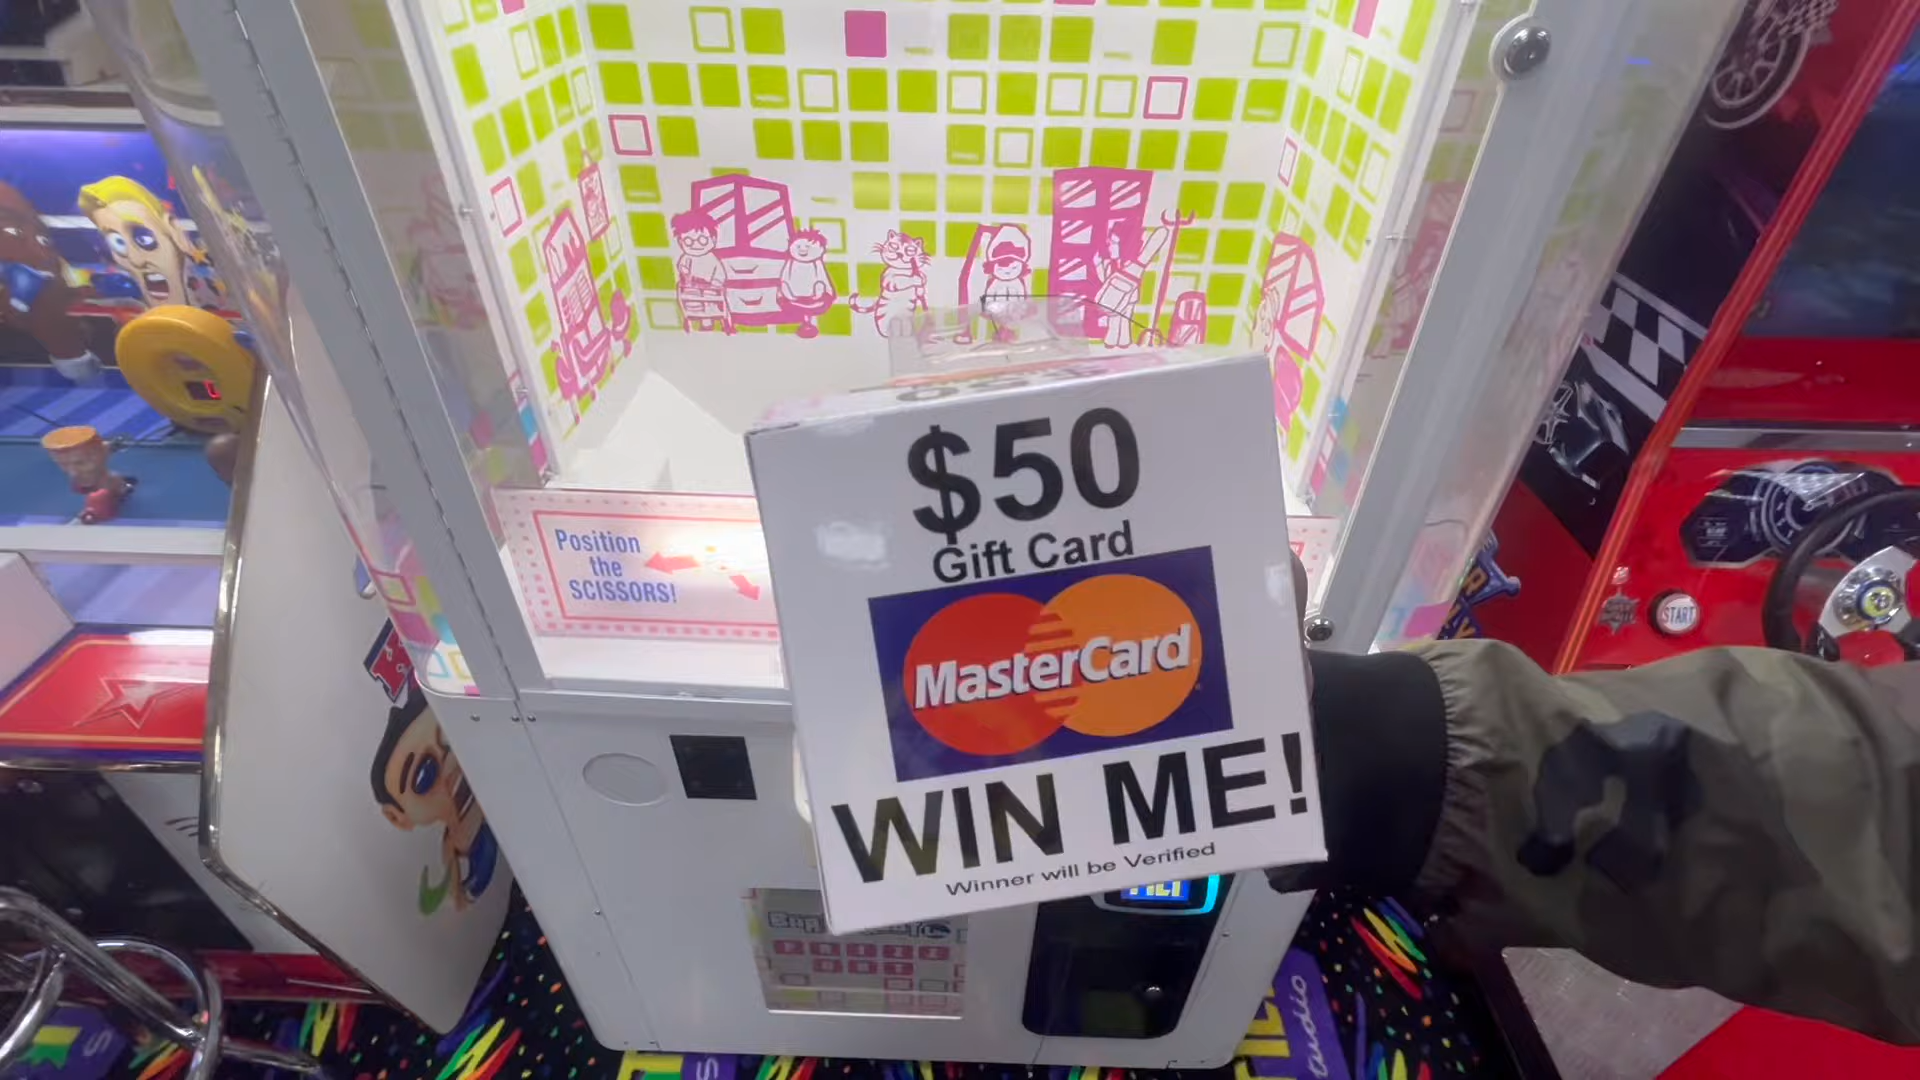 $50
Gift Card
MasterCard
WIN ME!
Winner will be Verified
Position
the
SCISSORS!
START